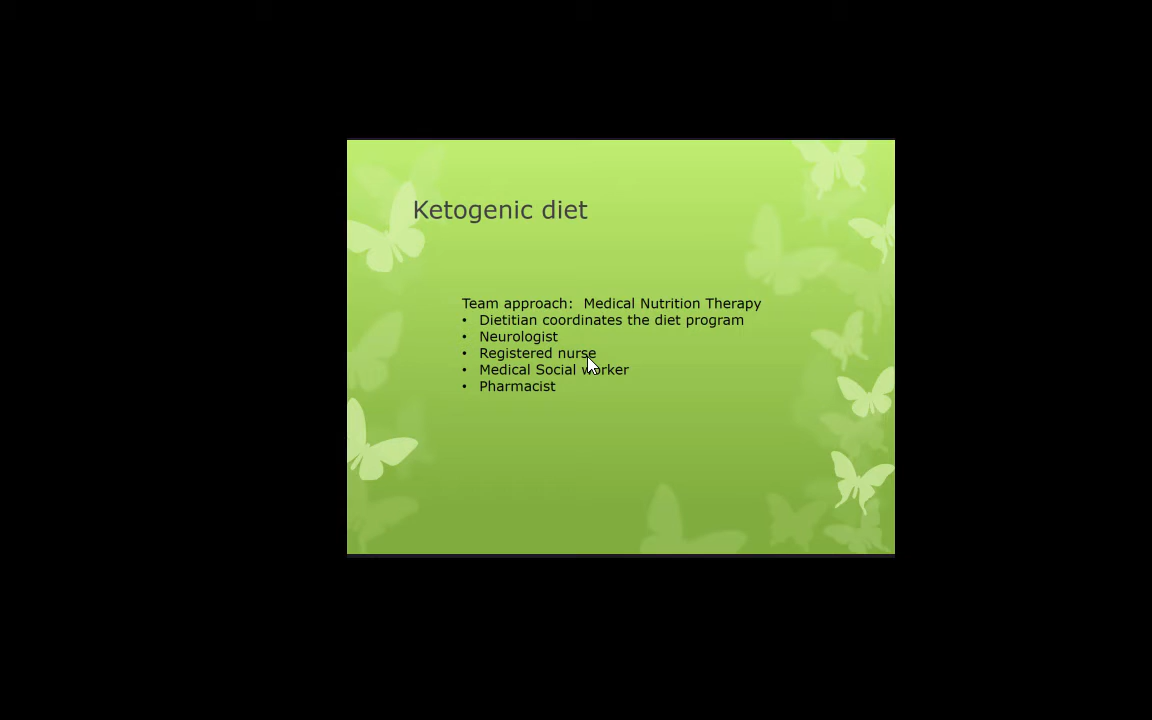 Ketogenic diet
Team approach:  Medical Nutrition Therapy
• Dietitian coordinates the diet program
• Neurologist
• Registered nurse
• Medical Social worker
• Pharmacist